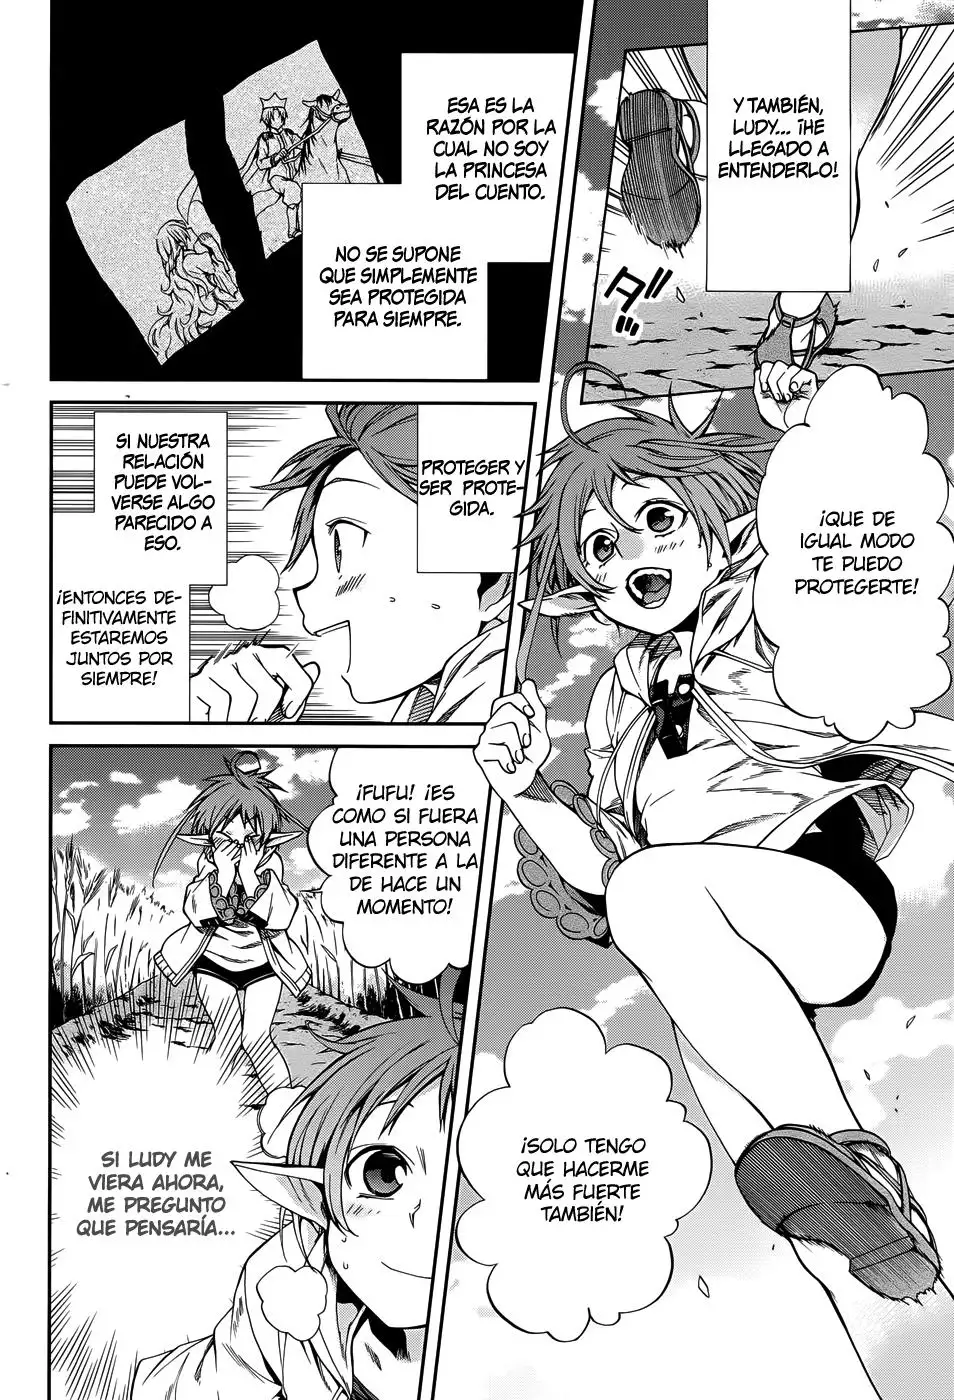 Y TAMBIÉN,
LUDY... ¡HE
LLEGADO A
ENTENDERLO!
ダッ
¡QUE DE
IGUAL MODO
TE PUEDO
PROTEGERTE!
¡SOLO TENGO
QUE HACERME
MÁS FUERTE
TAMBIÉN!
ESA ES LA
RAZÓN POR LA
CUAL NO SOY
LA PRINCESA
DEL CUENTO.
NO SE SUPONE
QUE SIMPLEMENTE
SEA PROTEGIDA
PARA SIEMPRE.
PROTEGER Y
SER PROTE-
GIDA.
SI NUESTRA
RELACIÓN
PUEDE VOL-
VERSE ALGO
PARECIDO A
ESO.
¡ENTONCES DE-
FINITIVAMENTE
ESTAREMOS
JUNTOS POR
SIEMPRE!
¡FUFU! ¡ES
COMO SI FUERA
UNA PERSONA
DIFERENTE A LA
DE HACE UN
MOMENTO!
SI LUDY ME
VIERA AHORA,
ME PREGUNTO
QUE PENSARÍA...